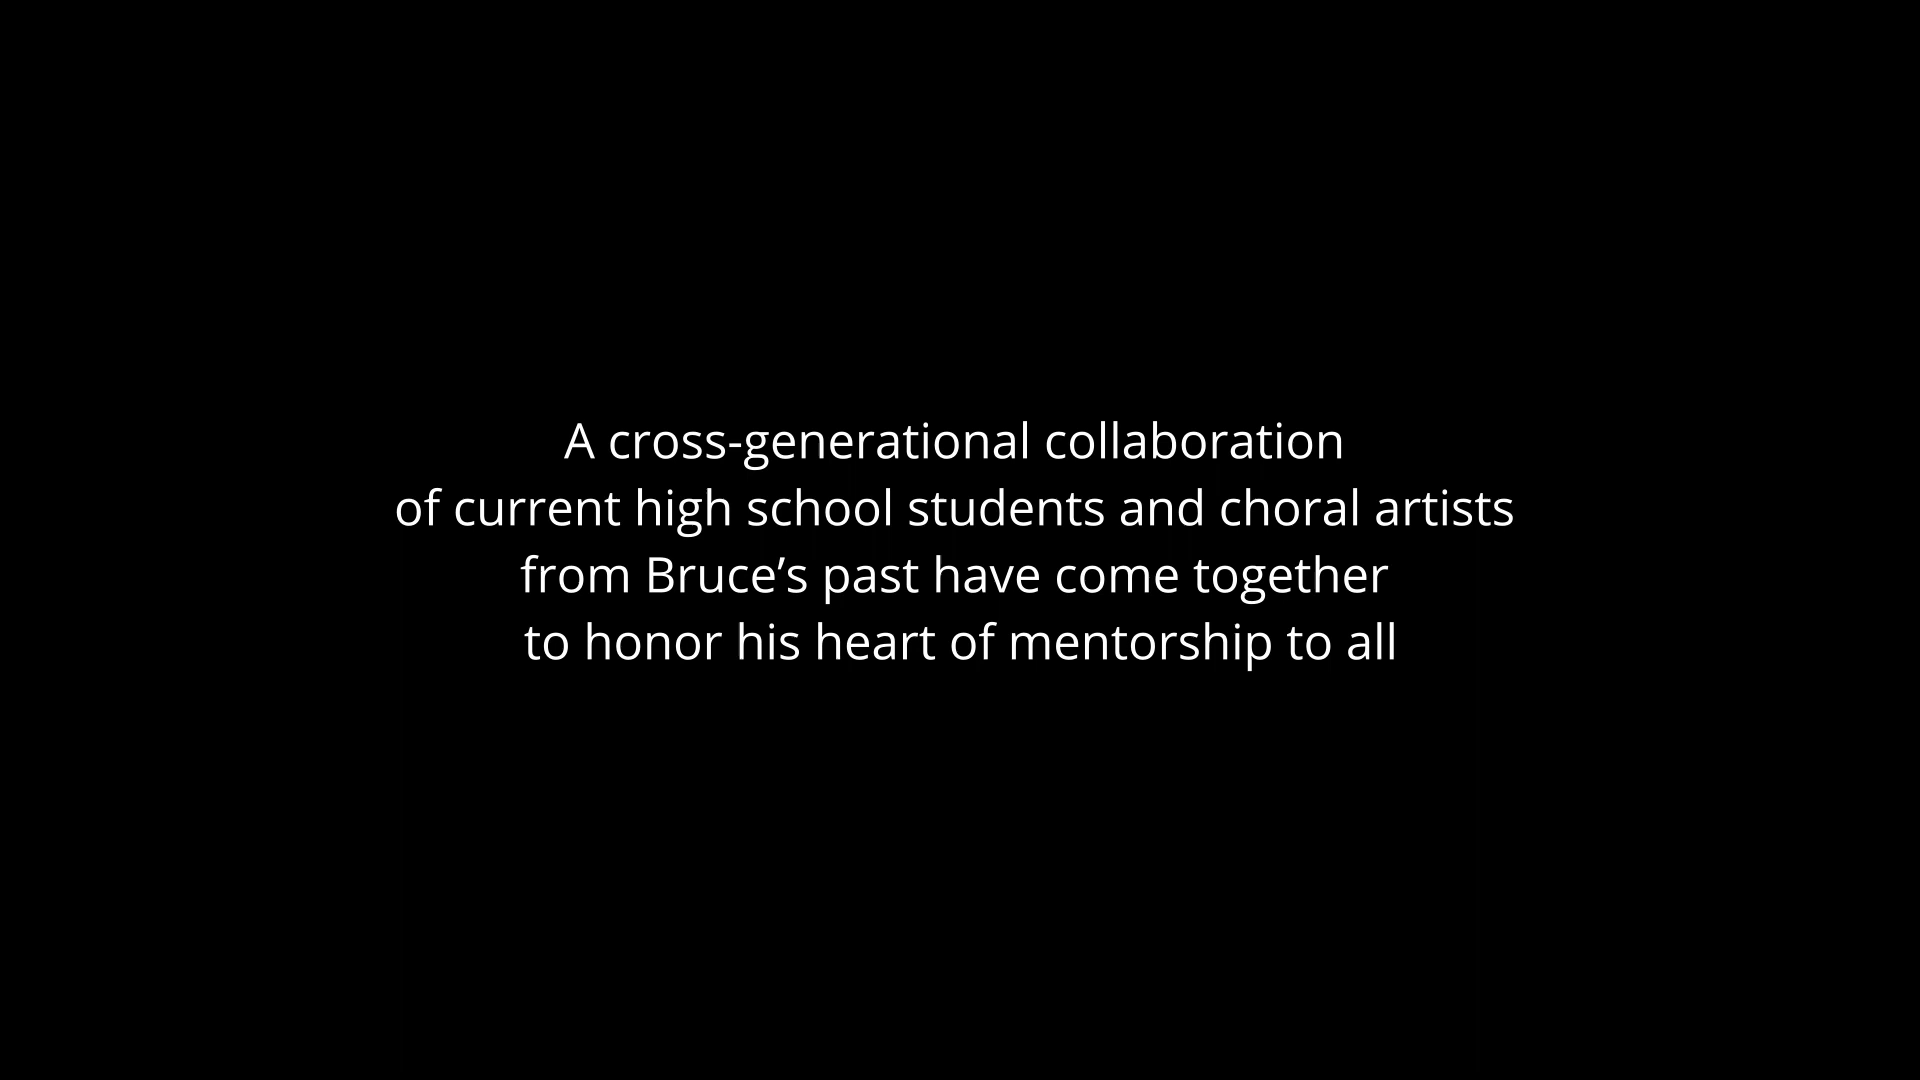 A cross-generational collaboration
of current high school students and choral artists
from Bruce’s past have come together
to honor his heart of mentorship to all